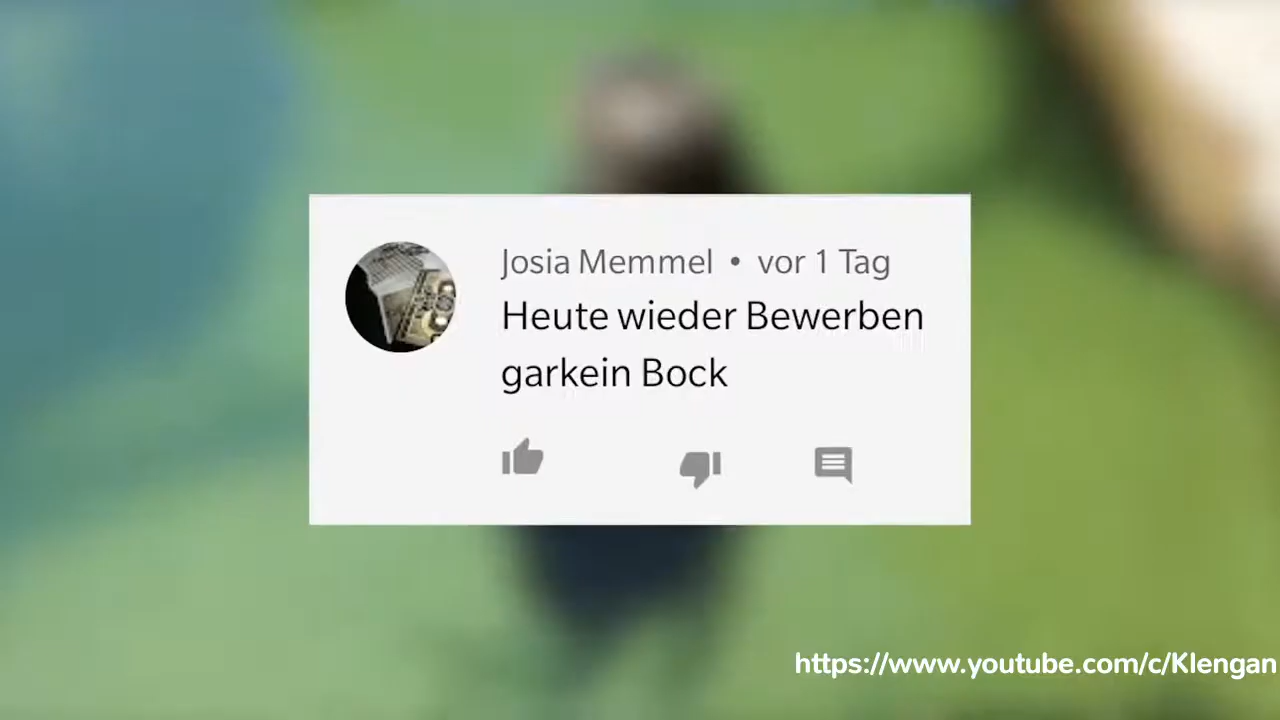 Josia Memmel • vor 1 Tag
Heute wieder Bewerben
garkein Bock
https://www.youtube.com/c/Klengan